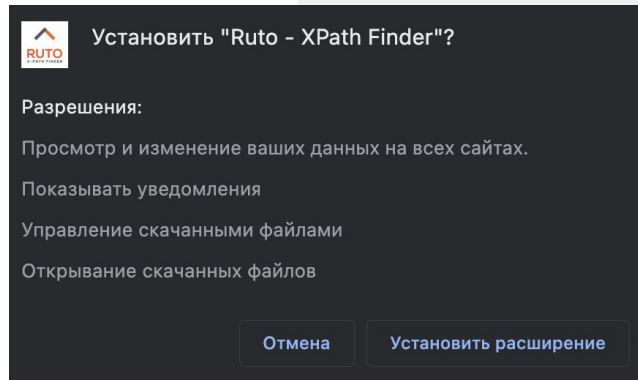 Установить "Ruto - XPath Finder"?
RUTO
X-PATH FINDER
Разрешения:
Просмотр и изменение ваших данных на всех сайтах.
Показывать уведомления
Управление скачанными файлами
Открывание скачанных файлов
Отмена
Установить расширение